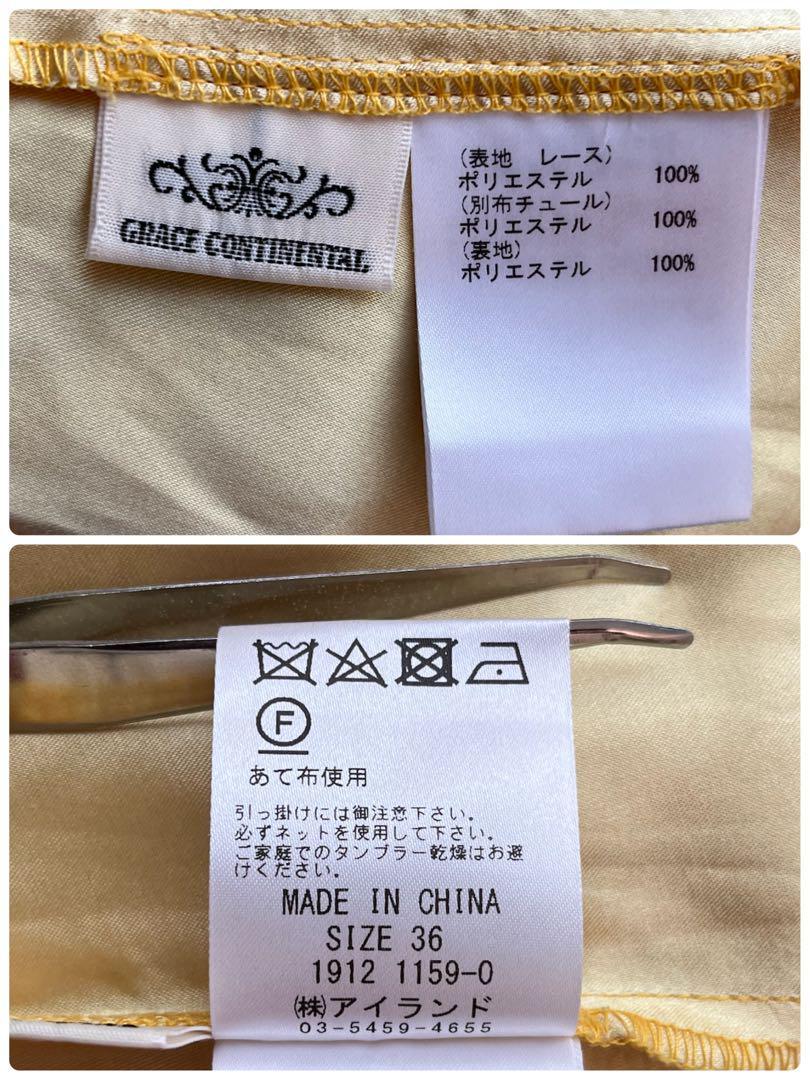 GRACE CONTINENTAL
(表地 レース)
ポリエステル 100%
(別布チュール)
ポリエステル 100%
(裏地)
ポリエステル 100%
F
あて布使用
引っ掛けには御注意下さい。
必ずネットを使用して下さい。
ご家庭でのタンブラー乾燥はお避
けください。
MADE IN CHINA
SIZE 36
1912 1159-0
(株)アイランド
03-5459-4655